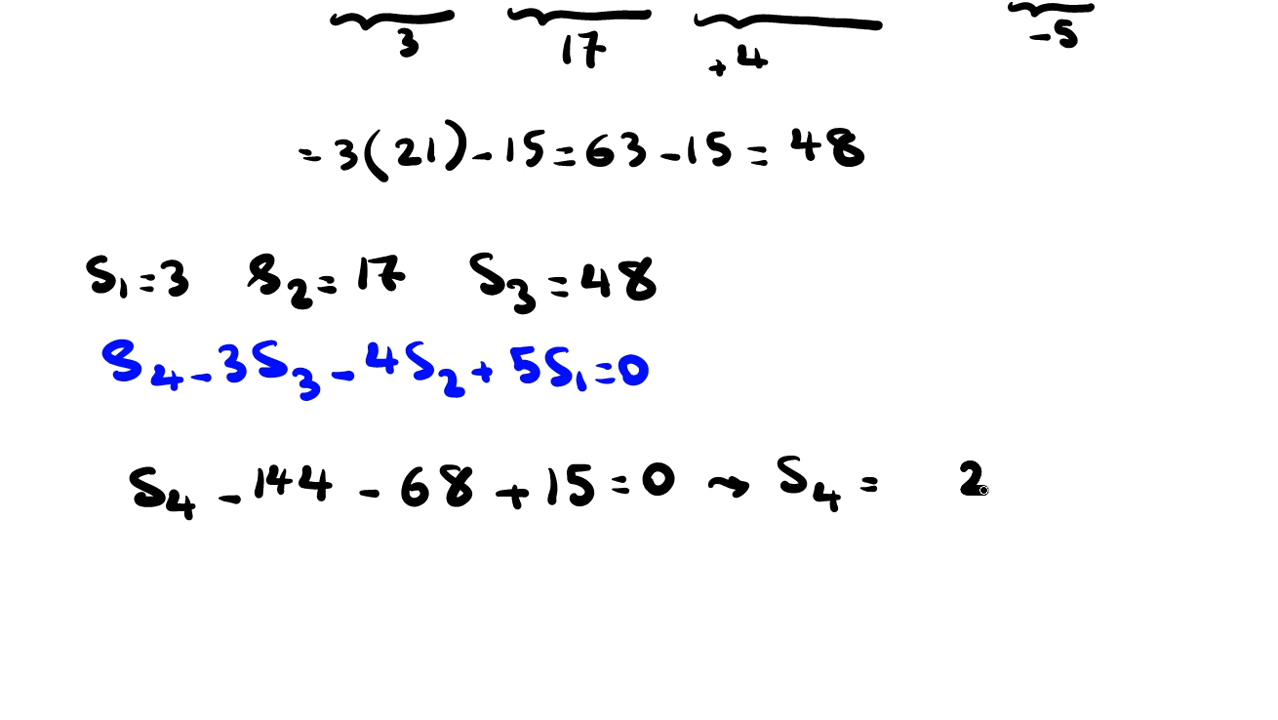 3 17 +4 -5
= 3(21) - 15 = 63 - 15 = 48
S₁ = 3 S₂ = 17 S₃ = 48
S₄ - 3S₃ - 4S₂ + 5S₁ = 0
S₄ - 144 - 68 + 15 = 0 → S₄ = 2